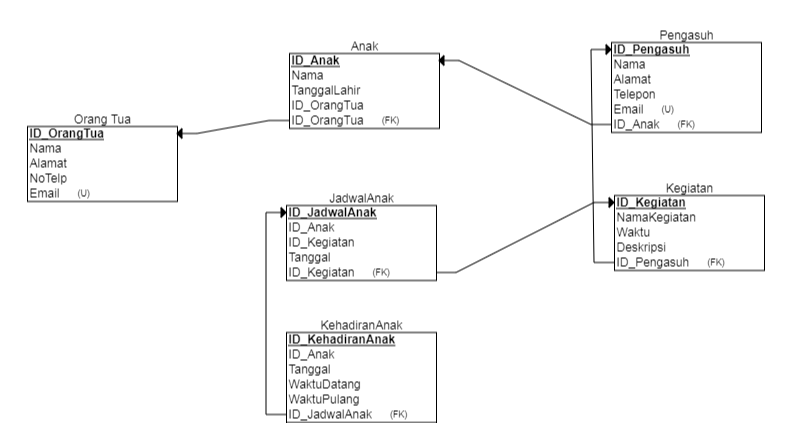 Orang Tua
ID_OrangTua
Nama
Alamat
NoTelp
Email (U)
Anak
ID_Anak
Nama
TanggalLahir
ID_OrangTua
ID_OrangTua (FK)
Pengasuh
ID_Pengasuh
Nama
Alamat
Telepon
Email (U)
ID_Anak (FK)
JadwalAnak
ID_JadwalAnak
ID_Anak
ID_Kegiatan
Tanggal
ID_Kegiatan (FK)
Kegiatan
ID_Kegiatan
NamaKegiatan
Waktu
Deskripsi
ID_Pengasuh (FK)
KehadiranAnak
ID_KehadiranAnak
ID_Anak
Tanggal
WaktuDatang
WaktuPulang
ID_JadwalAnak (FK)